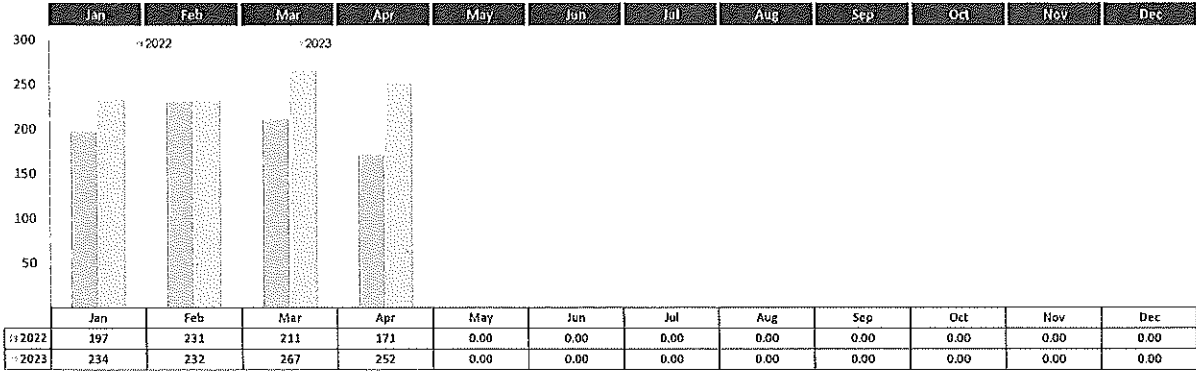 Jan Feb Mar Apr May Jun Jul Aug Sep Oct Nov Dec
2022 2023
300
250
200
150
100
50
Jan Feb Mar Apr May Jun Jul Aug Sep Oct Nov Dec
2022 197 231 211 171 0.00 0.00 0.00 0.00 0.00 0.00 0.00 0.00
2023 234 232 267 252 0.00 0.00 0.00 0.00 0.00 0.00 0.00 0.00